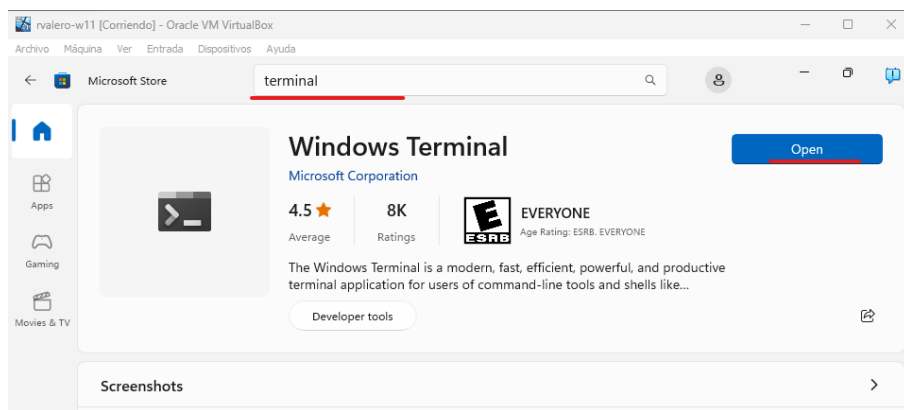 rvalero-w11 [Corriendo] - Oracle VM VirtualBox
Archivo Máquina Ver Entrada Dispositivos Ayuda
Microsoft Store
terminal
Windows Terminal
Open
Microsoft Corporation
4.5
8K
Average
Ratings
E
ESRB
EVERYONE
Age Rating: ESRB. EVERYONE
The Windows Terminal is a modern, fast, efficient, powerful, and productive
terminal application for users of command-line tools and shells like...
Developer tools
Apps
Gaming
Movies & TV
Screenshots